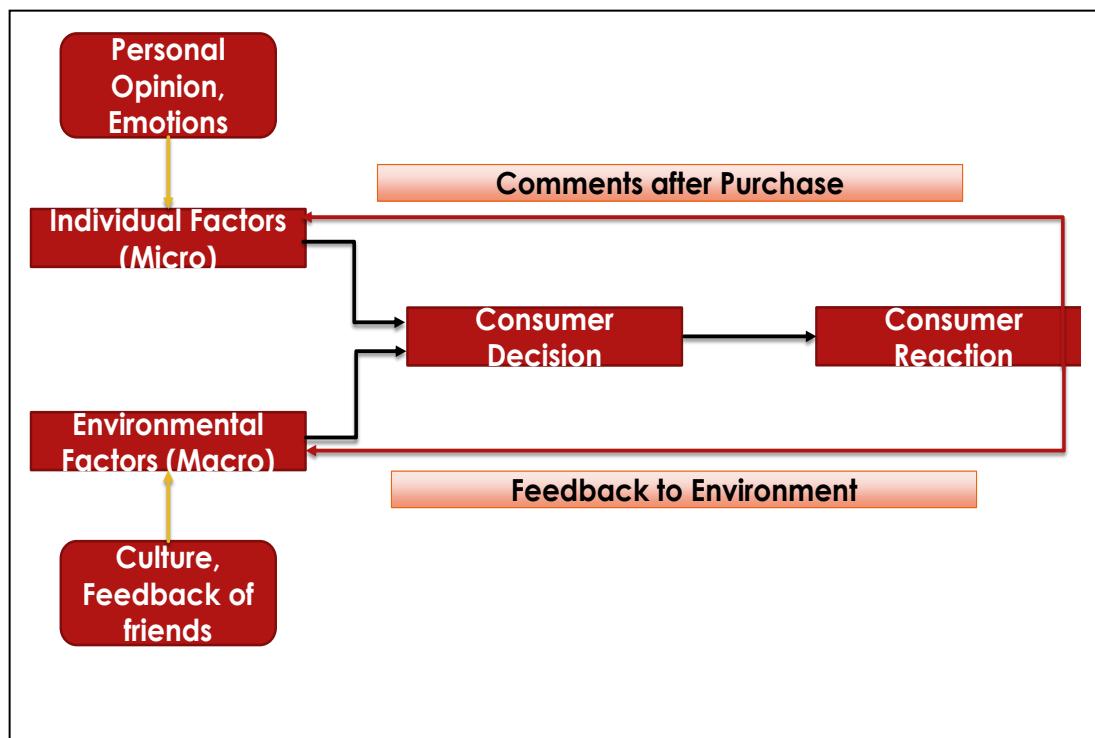 Personal
Opinion,
Emotions
Comments after Purchase
Individual Factors
(Micro)
Consumer
Decision
Consumer
Reaction
Environmental
Factors (Macro)
Feedback to Environment
Culture,
Feedback of
friends